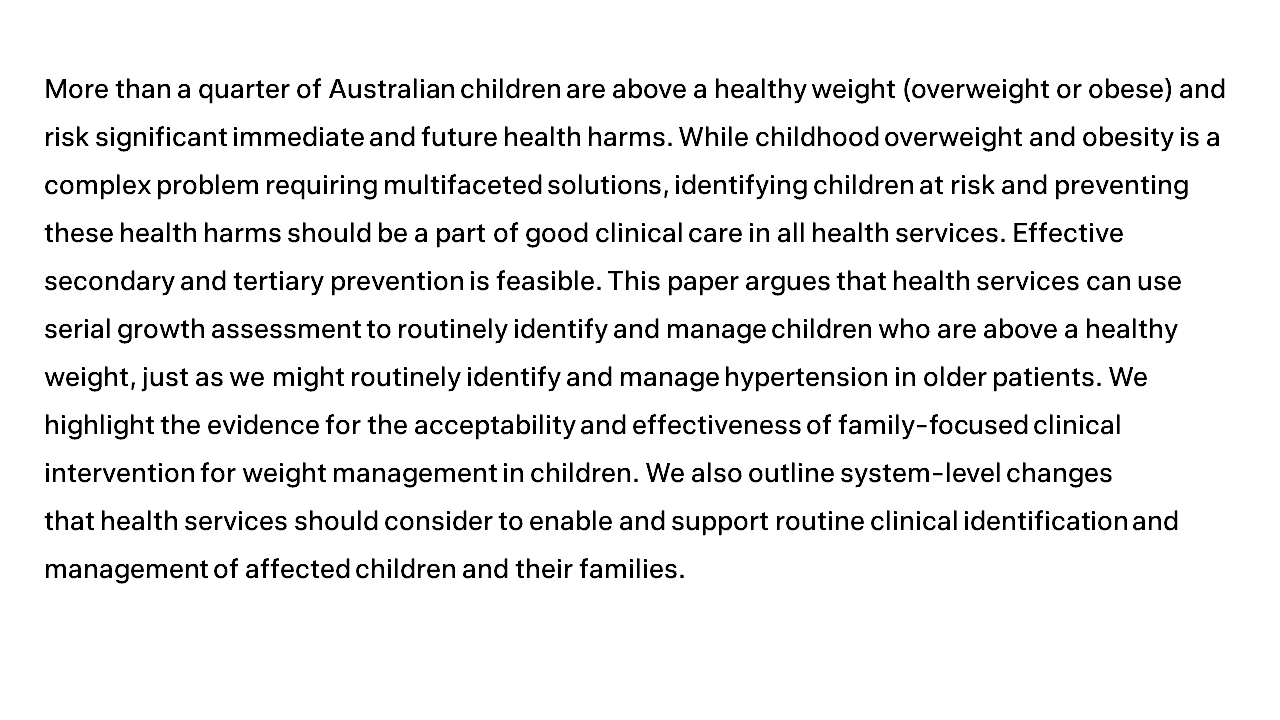 More than a quarter of Australian children are above a healthy weight (overweight or obese) and
risk significant immediate and future health harms. While childhood overweight and obesity is a
complex problem requiring multifaceted solutions, identifying children at risk and preventing
these health harms should be a part of good clinical care in all health services. Effective
secondary and tertiary prevention is feasible. This paper argues that health services can use
serial growth assessment to routinely identify and manage children who are above a healthy
weight, just as we might routinely identify and manage hypertension in older patients. We
highlight the evidence for the acceptability and effectiveness of family-focused clinical
intervention for weight management in children. We also outline system-level changes
that health services should consider to enable and support routine clinical identification and
management of affected children and their families.